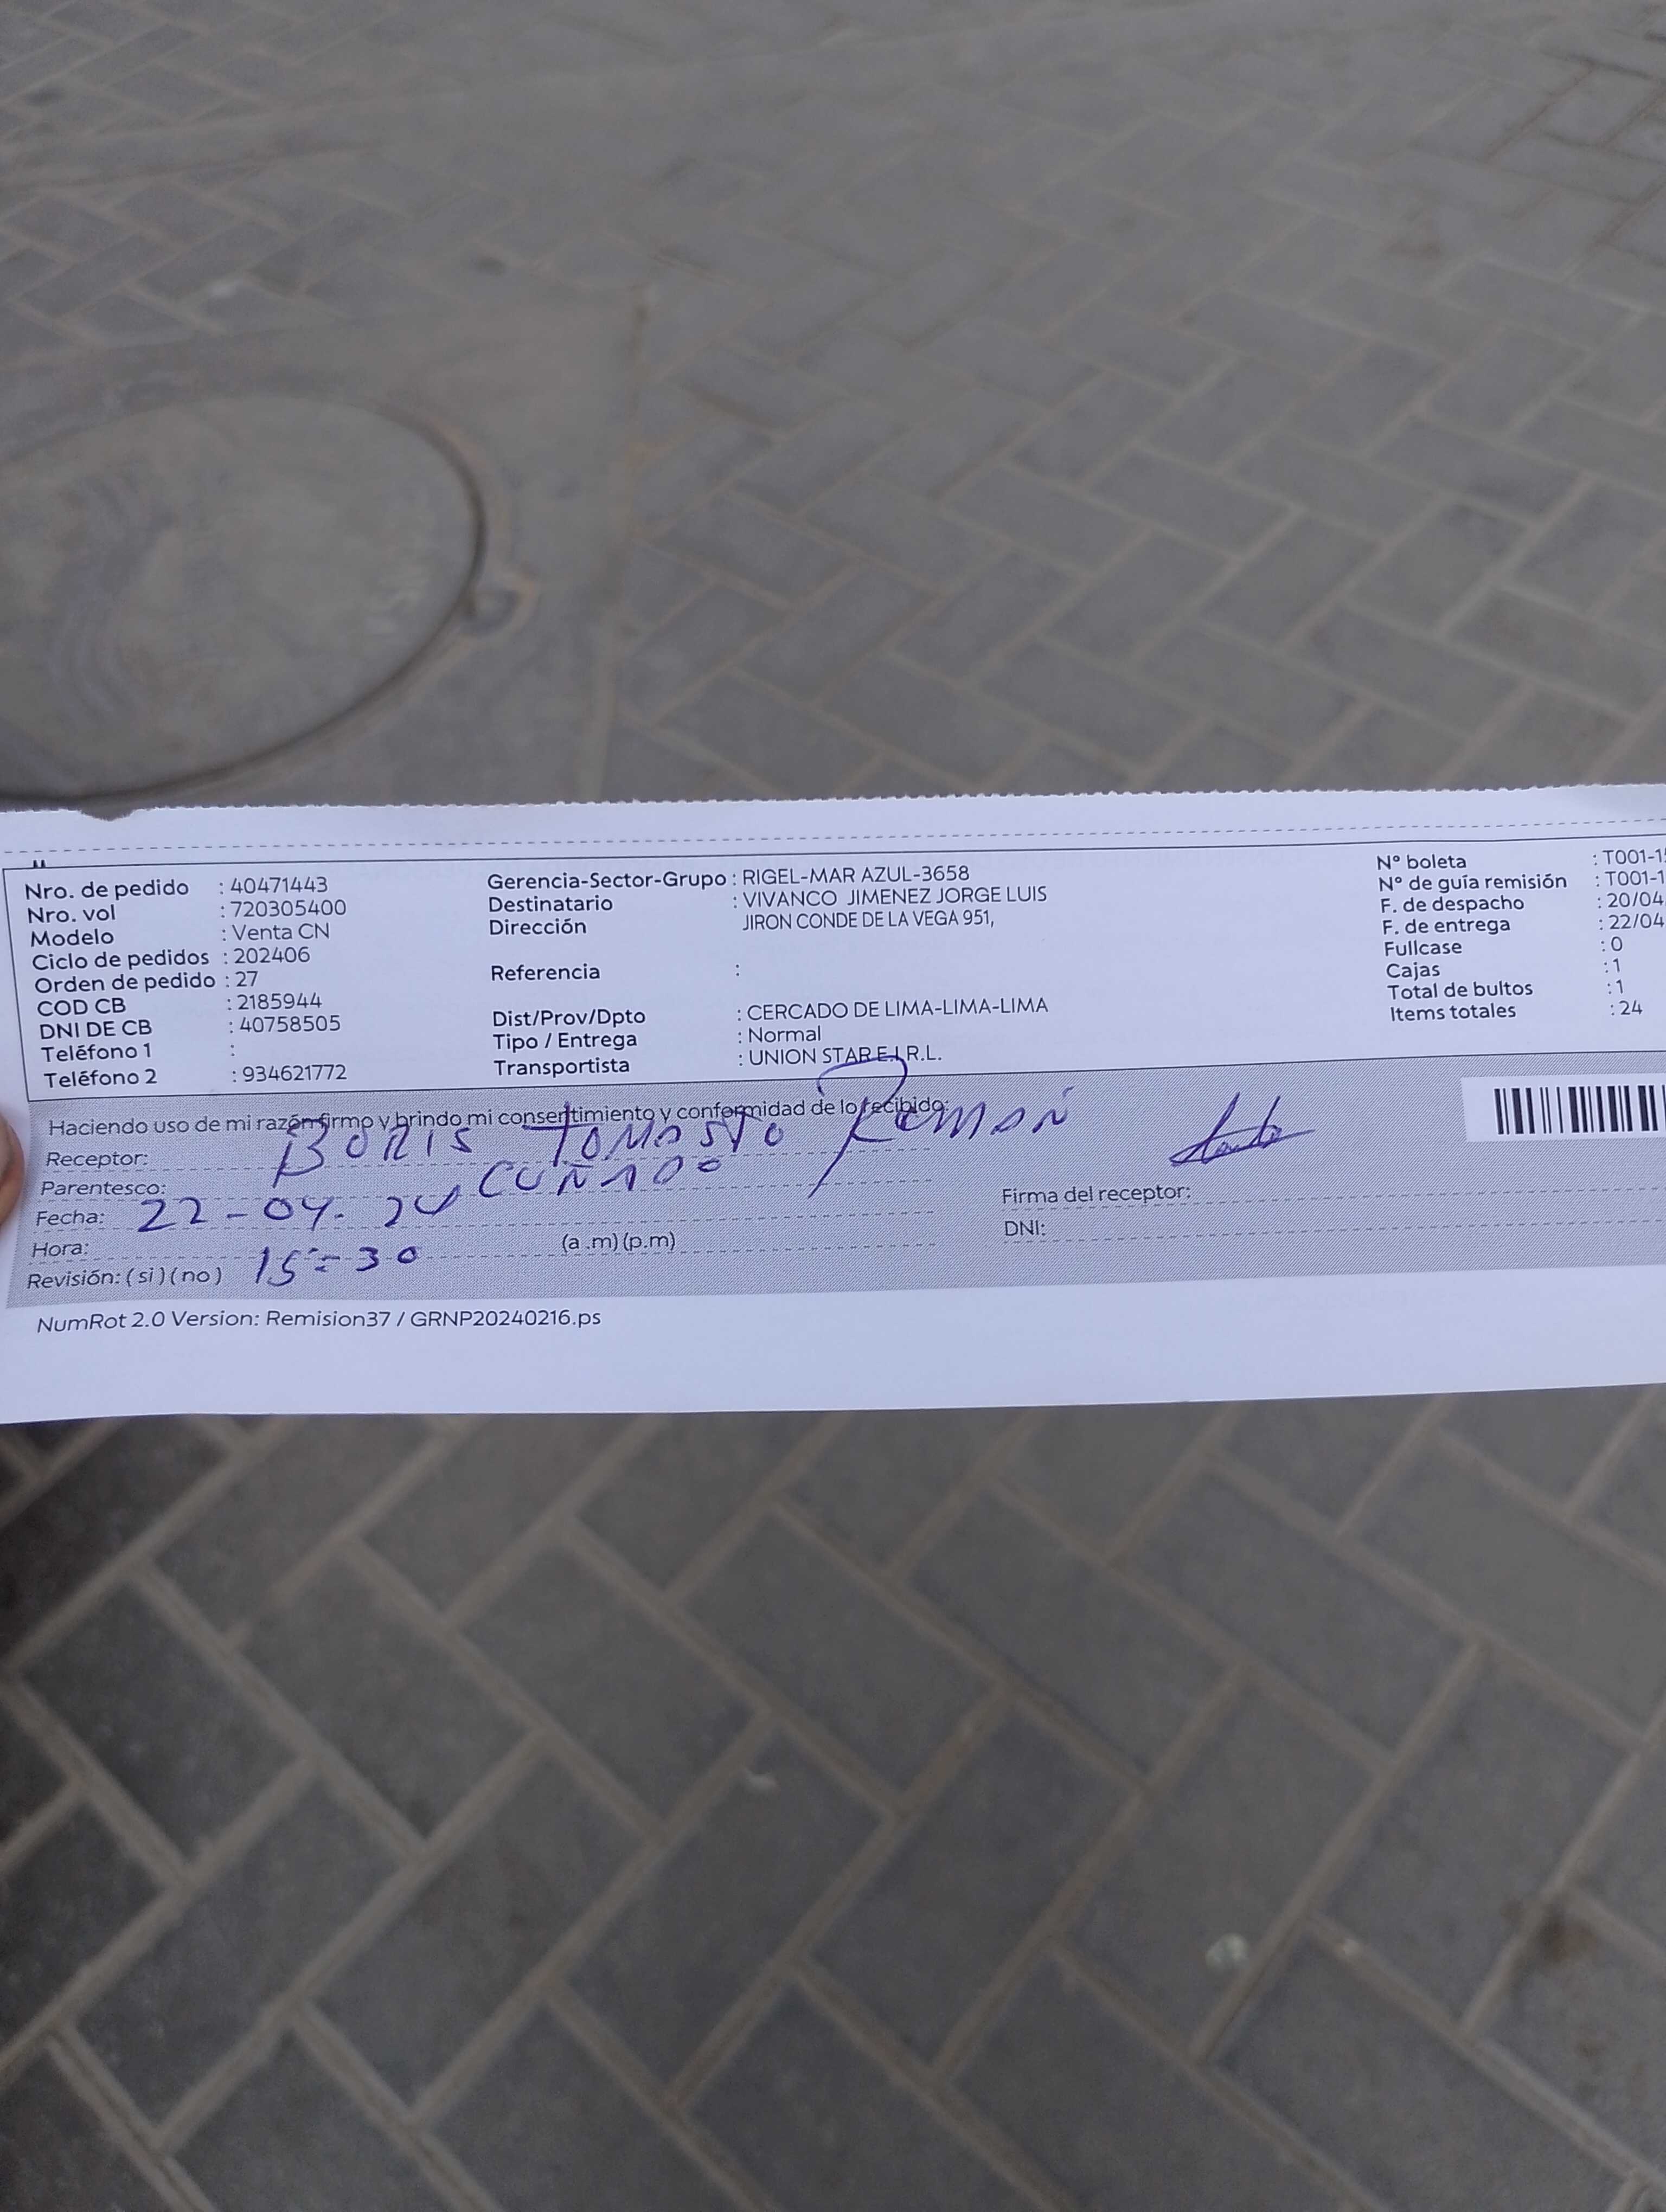 Nro. de pedido : 40471443
Nro. vol : 720305400
Modelo : Venta CN
Ciclo de pedidos : 202406
Orden de pedido : 27
COD CB : 2185944
DNI DE CB : 40758505
Teléfono 1 :
Teléfono 2 : 934621772
Gerencia-Sector-Grupo : RIGEL-MAR AZUL-3658
Destinatario : VIVANCO JIMENEZ JORGE LUIS
Dirección JIRON CONDE DE LA VEGA 951,
Referencia :
Dist/Prov/Dpto : CERCADO DE LIMA-LIMA-LIMA
Tipo / Entrega : Normal
Transportista : UNION STAR E.I.R.L.
N° boleta : T001-1
N° de guía remisión : T001-1
F. de despacho : 20/04
F. de entrega : 22/04
Fullcase : 0
Cajas : 1
Total de bultos : 1
Items totales : 24
Haciendo uso de mi razón firmo y brindo mi consentimiento y conformidad de lo recibido:
Receptor: BORIS TOMASTO
Parentesco: CUÑADO
Fecha: 22-04-24
Hora: 15:30 (a .m) (p.m)
Revisión: ( si ) ( no )
Firma del receptor:
DNI:
NumRot 2.0 Version: Remision37 / GRNP20240216.ps